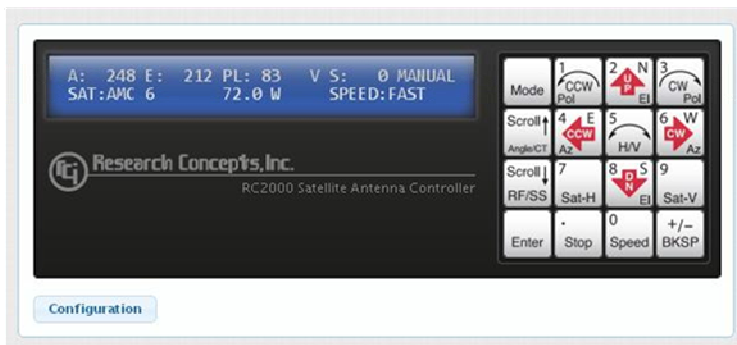 A: 248 E: 212 PL: 83 V S: 0 MANUAL
SAT:AMC 6 72.0 W SPEED:FAST
rci Research Concepts, Inc.
RC2000 Satellite Antenna Controller
Mode
1 CCW Pol
2 N UP El
3 CW Pol
Scroll Angle/CT
4 E CCW Az
5 H/V
6 W CW Az
Scroll RF/SS
7 Sat-H
8 S DN El
9 Sat-V
Enter
. Stop
0 Speed
+/- BKSP
Configuration